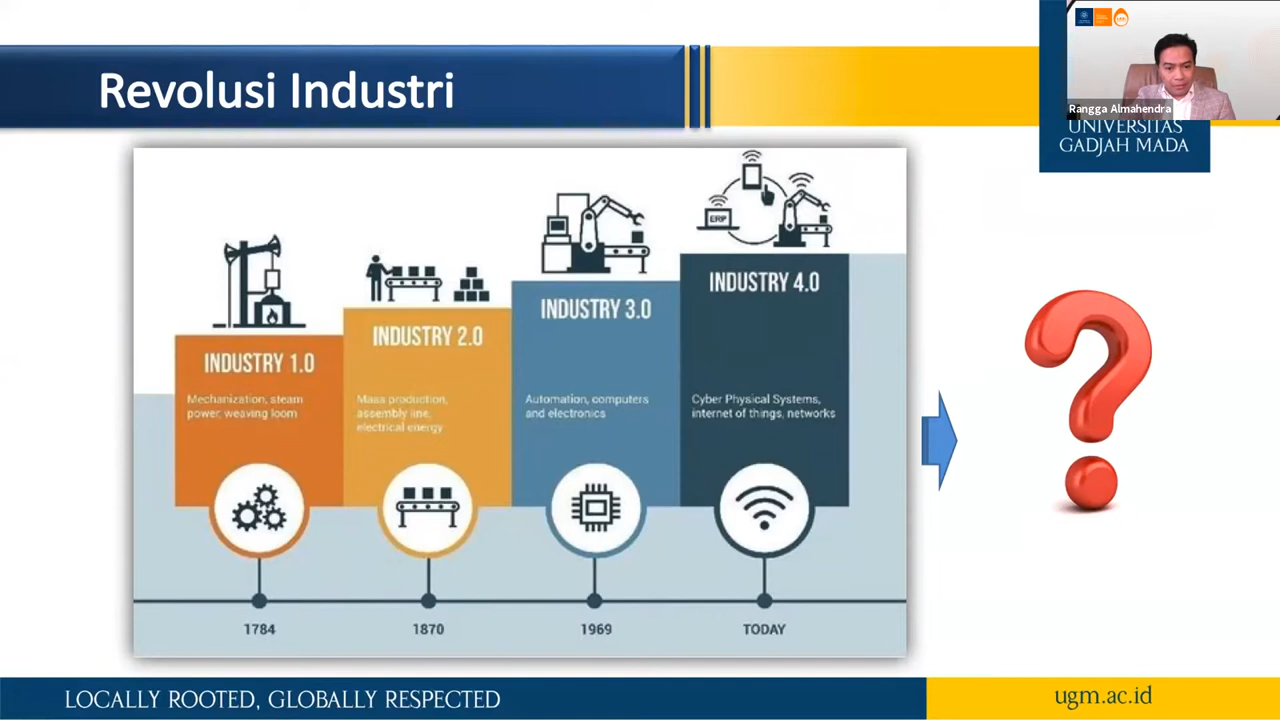 Revolusi Industri
Rangga Almahendra
UNIVERSITAS
GADJAH MADA
ERP
INDUSTRY 1.0
Mechanization, steam
power, weaving loom
INDUSTRY 2.0
Mass production,
assembly line,
electrical energy
INDUSTRY 3.0
Automation, computers
and electronics
INDUSTRY 4.0
Cyber Physical Systems,
internet of things, networks
1784
1870
1969
TODAY
LOCALLY ROOTED, GLOBALLY RESPECTED
ugm.ac.id